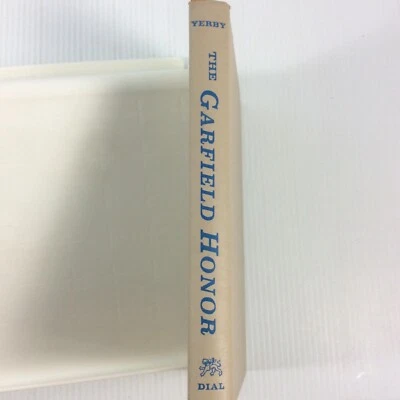 YERBY
THE GARFIELD HONOR
DIAL